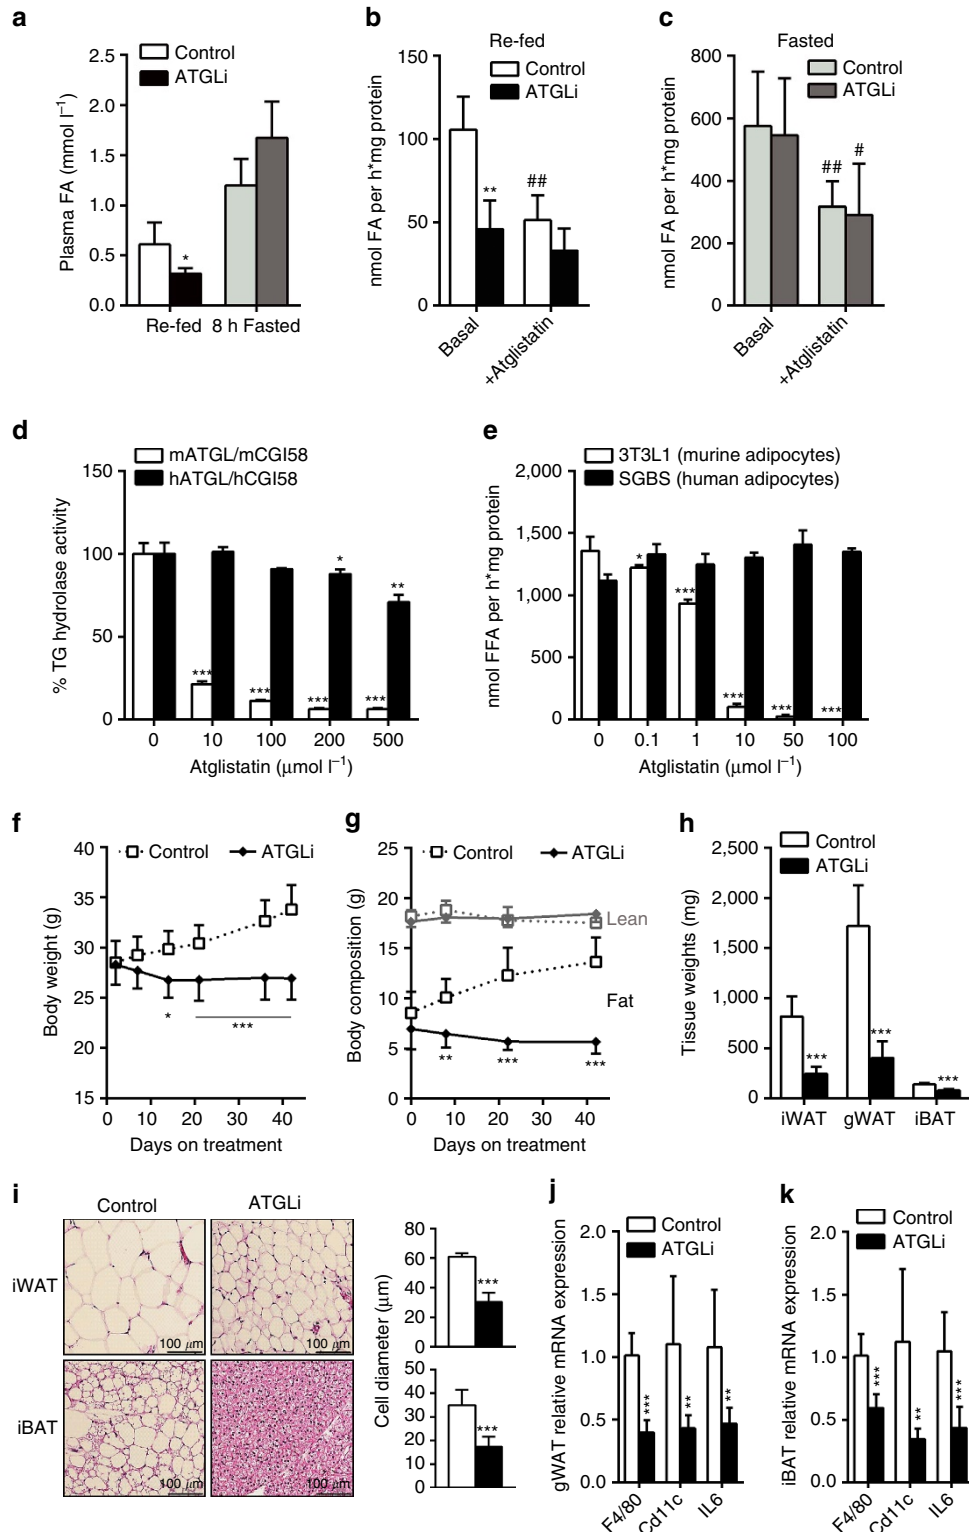 a
Control
ATGLi
Plasma FA (mmol l⁻¹)
2.5
2.0
1.5
1.0
0.5
0.0
*
Re-fed 8 h Fasted
b
Re-fed
Control
ATGLi
nmol FA per h*mg protein
150
100
50
0
**
##
Basal
+Atglistatin
c
Fasted
Control
ATGLi
nmol FA per h*mg protein
800
600
400
200
0
##
#
Basal
+Atglistatin
d
mATGL/mCGI58
hATGL/hCGI58
% TG hydrolase activity
150
100
50
0
***
***
***
*
***
**
0 10 100 200 500
Atglistatin (μmol l⁻¹)
e
3T3L1 (murine adipocytes)
SGBS (human adipocytes)
nmol FFA per h*mg protein
2,000
1,500
1,000
500
0
*
***
***
***
***
0 0.1 1 10 50 100
Atglistatin (μmol l⁻¹)
f
Control ATGLi
Body weight (g)
40
35
30
25
20
15
*
***
0 10 20 30 40
Days on treatment
g
Control ATGLi
Body composition (g)
25
20
15
10
5
0
Lean
Fat
**
***
***
0 10 20 30 40
Days on treatment
h
Control
ATGLi
Tissue weights (mg)
2,500
2,000
1,500
1,000
500
0
***
***
***
iWAT gWAT iBAT
i
Control ATGLi
iWAT
100 μm
100 μm
iBAT
100 μm
100 μm
Cell diameter (μm)
80
60
40
20
0
***
50
40
30
20
10
0
***
j
Control
ATGLi
gWAT relative mRNA expression
2.0
1.5
1.0
0.5
0.0
***
**
**
F4/80
Cd11c
IL6
k
Control
ATGLi
iBAT relative mRNA expression
2.0
1.5
1.0
0.5
0.0
***
**
***
F4/80
Cd11c
IL6